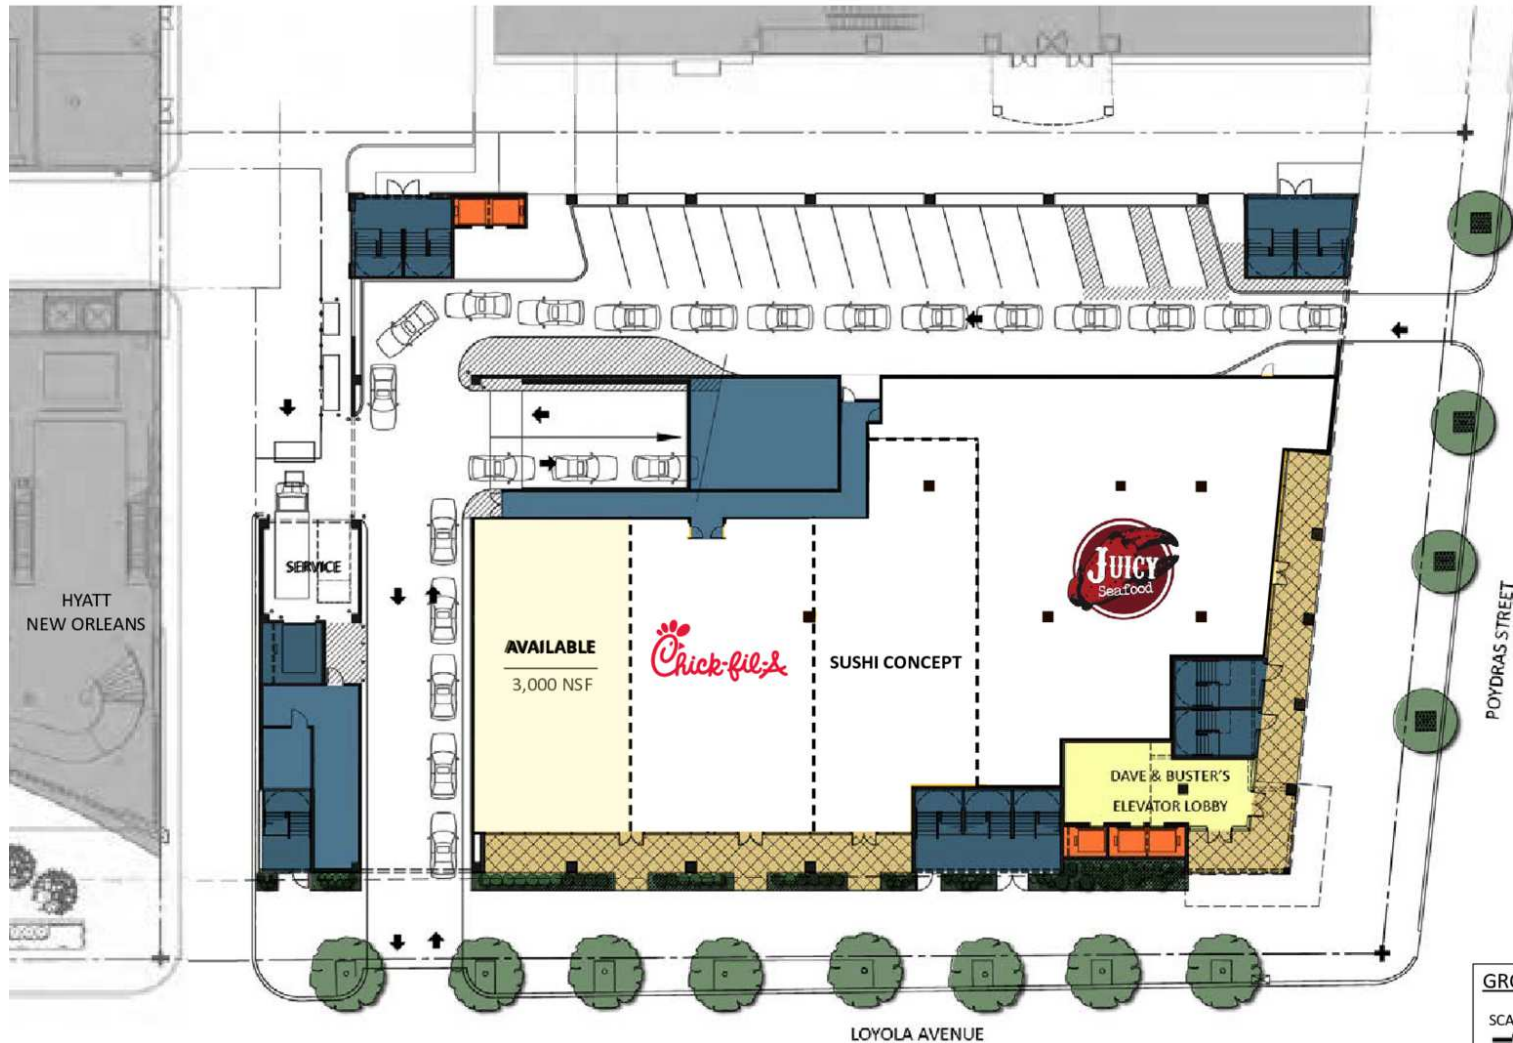 SERVICE
HYATT
NEW ORLEANS
AVAILABLE
3,000 NSF
Chick-fil-A
SUSHI CONCEPT
JUICY
Seafood
DAVE & BUSTER'S
ELEVATOR LOBBY
POYDRAS STREET
LOYOLA AVENUE
GRO
SCA